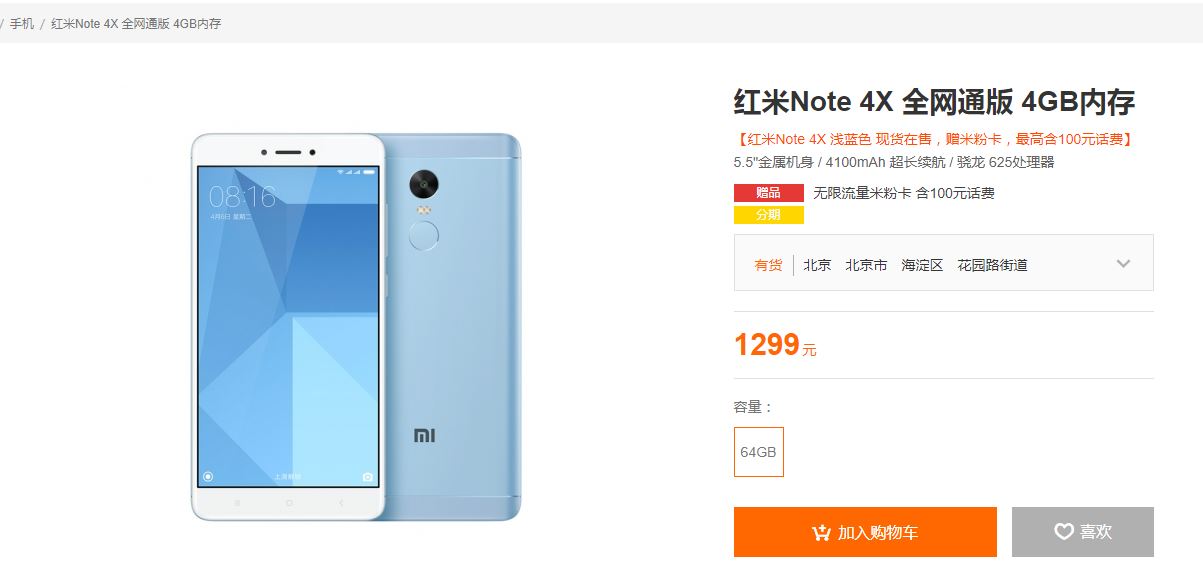 / 手机 / 红米Note 4X 全网通版 4GB内存
红米Note 4X 全网通版 4GB内存
【红米Note 4X 浅蓝色 现货在售，赠米粉卡，最高含100元话费】
5.5"金属机身 / 4100mAh 超长续航 / 骁龙 625处理器
赠品 无限流量米粉卡 含100元话费
分期
有货 北京 北京市 海淀区 花园路街道
1299元
容量：
64GB
加入购物车 喜欢
08:16
4月6日 星期二
MI